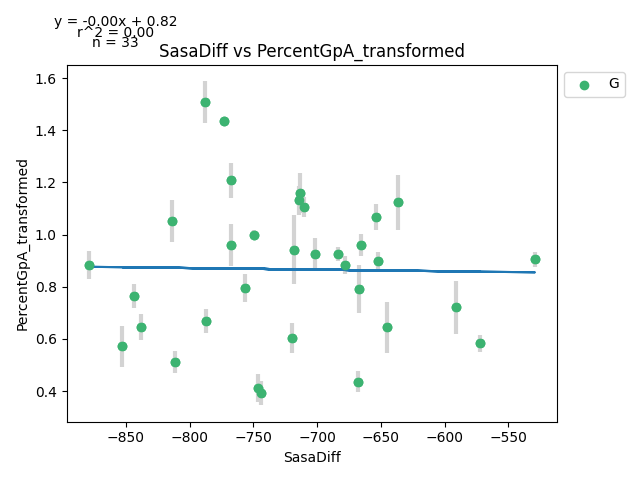 y = -0.00x + 0.82
r^2 = 0.00
n = 33
SasaDiff vs PercentGpA_transformed
G
PercentGpA_transformed
1.6
1.4
1.2
1.0
0.8
0.6
0.4
−850 −800 −750 −700 −650 −600 −550
SasaDiff